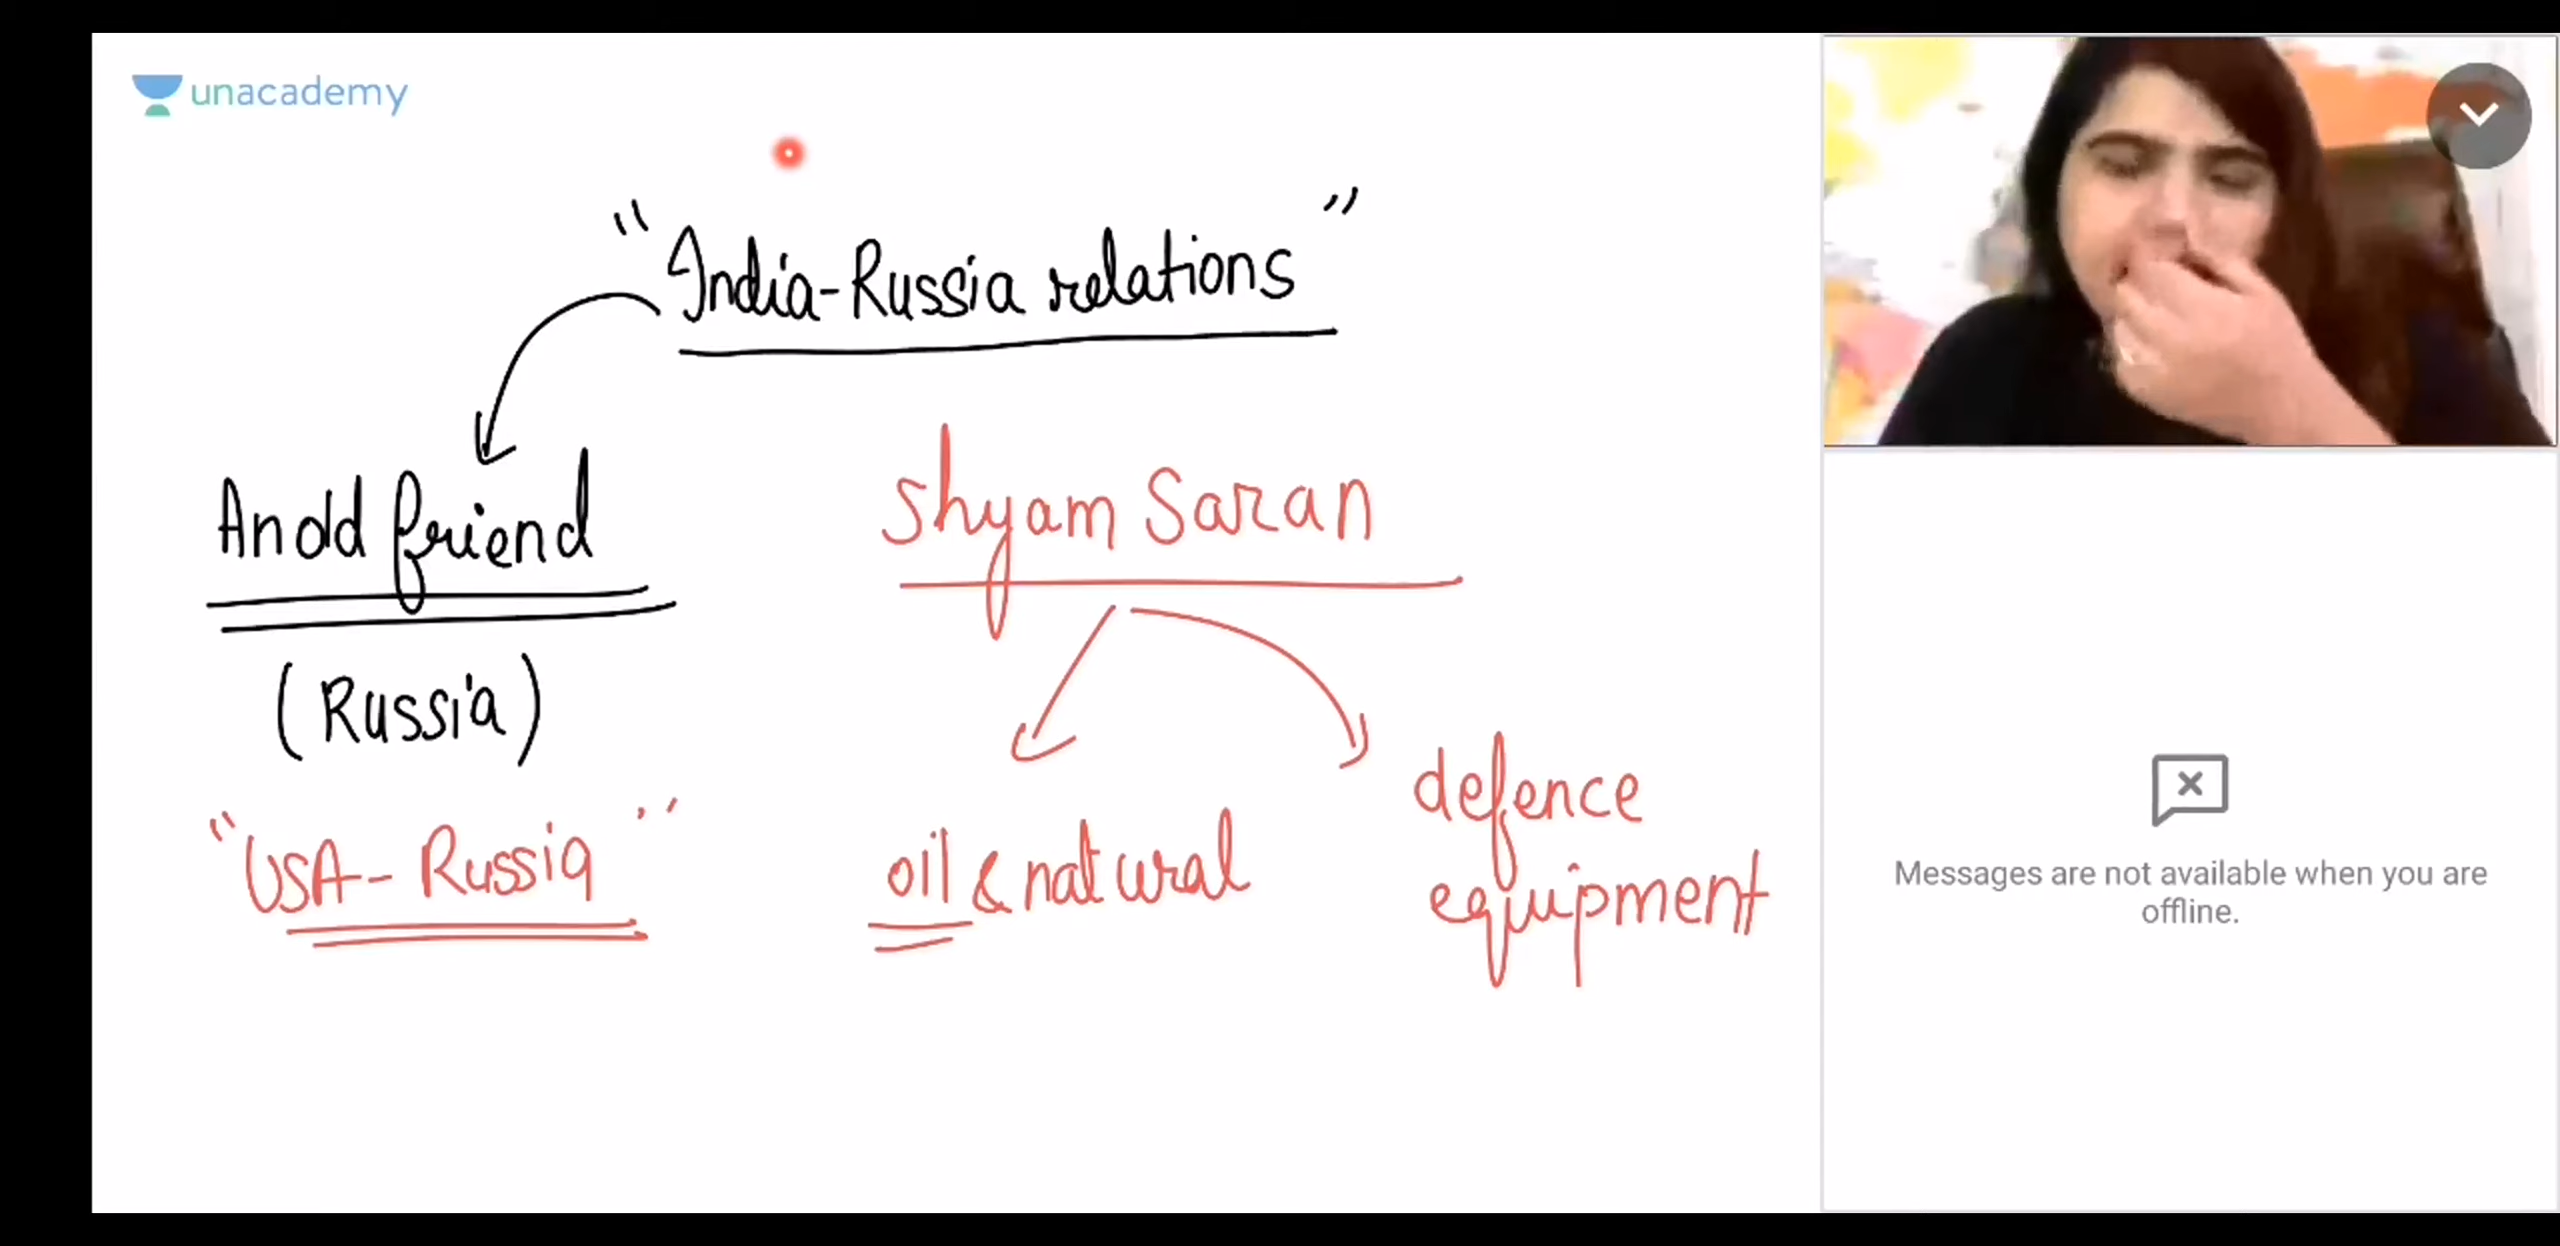 unacademy
"India-Russia relations"
An old friend
(Russia)
"USA- Russia"
Shyam Saran
oil & natural
defence
equipment
Messages are not available when you are
offline.